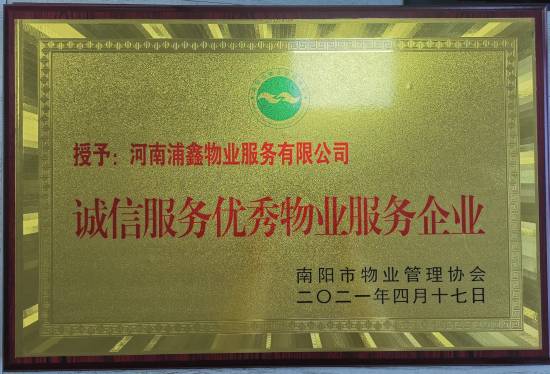 授予：河南浦鑫物业服务有限公司
诚信服务优秀物业服务企业
南阳市物业管理协会
二〇二一年四月十七日